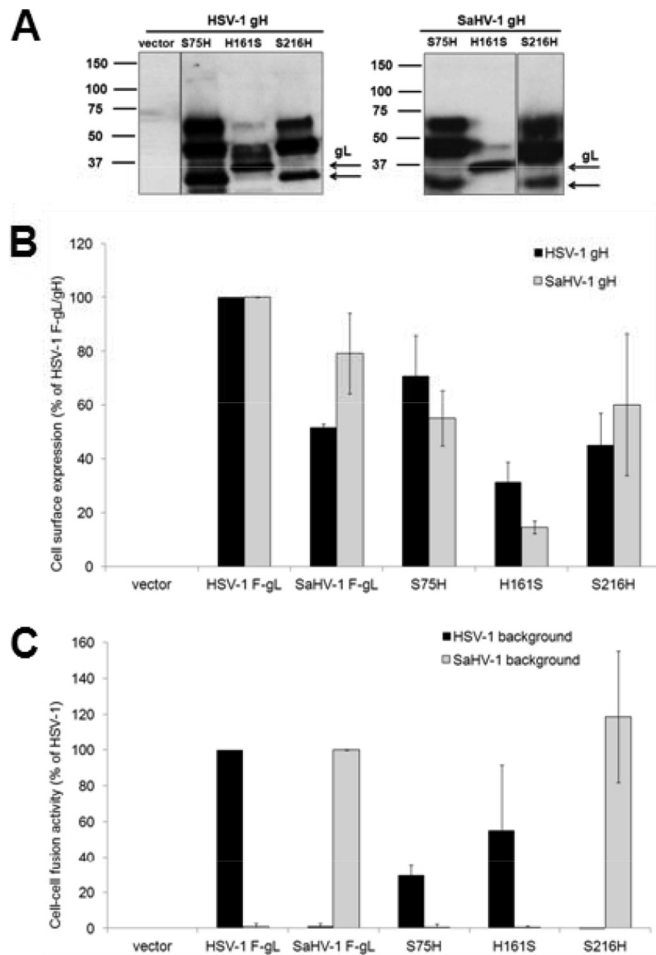 A
HSV-1 gH
SaHV-1 gH
vector S75H H161S S216H
S75H H161S S216H
150
100
75
50
37
gL
150
100
75
50
37
gL
B
Cell surface expression (% of HSV-1 F-gL/gH)
120
100
80
60
40
20
0
HSV-1 gH
SaHV-1 gH
vector HSV-1 F-gL SaHV-1 F-gL S75H H161S S216H
C
Cell-cell fusion activity (% of HSV-1)
160
140
120
100
80
60
40
20
0
HSV-1 background
SaHV-1 background
vector HSV-1 F-gL SaHV-1 F-gL S75H H161S S216H